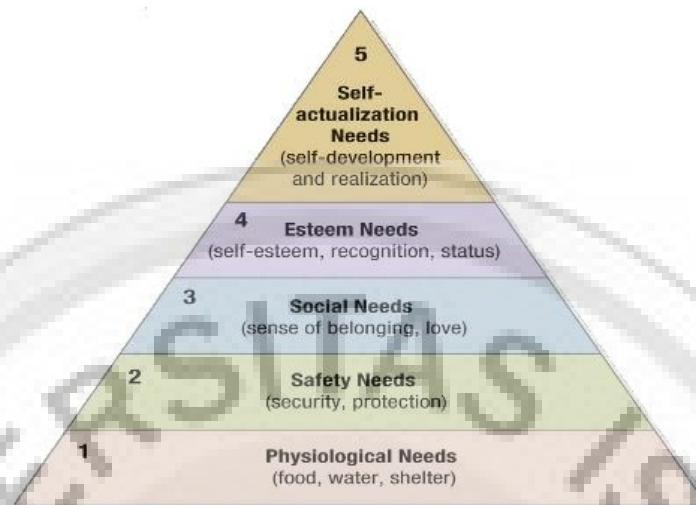 5
Self-
actualization
Needs
(self-development
and realization)
4
Esteem Needs
(self-esteem, recognition, status)
3
Social Needs
(sense of belonging, love)
2
Safety Needs
(security, protection)
1
Physiological Needs
(food, water, shelter)